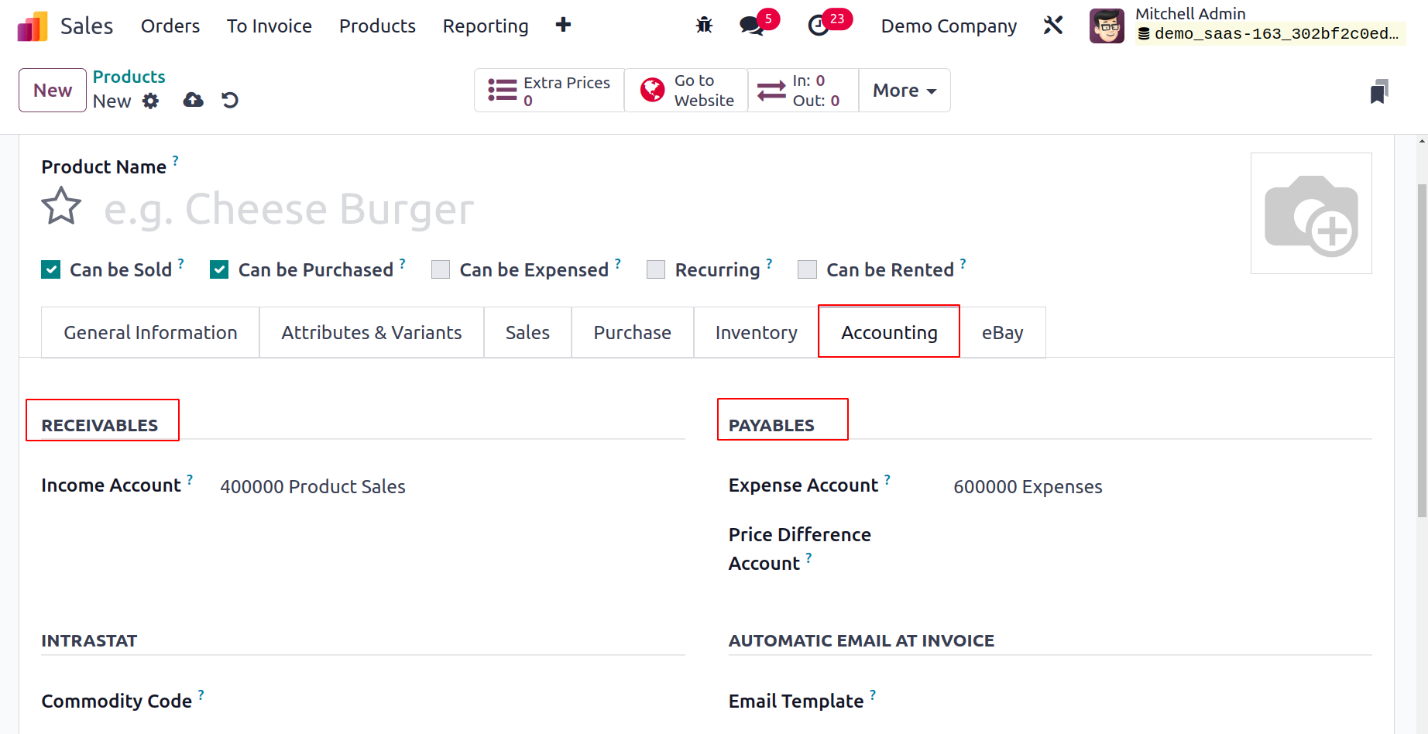 Sales Orders To Invoice Products Reporting 5 23 Demo Company Mitchell Admin
demo_saas-163_302bf2c0ed…
New Products
New
Extra Prices
0
Go to
Website
In: 0
Out: 0
More
Product Name ?
e.g. Cheese Burger
Can be Sold ? Can be Purchased ? Can be Expensed ? Recurring ? Can be Rented ?
General Information Attributes & Variants Sales Purchase Inventory Accounting eBay
RECEIVABLES PAYABLES
Income Account ? 400000 Product Sales Expense Account ? 600000 Expenses
Price Difference
Account ?
INTRASTAT AUTOMATIC EMAIL AT INVOICE
Commodity Code ? Email Template ?